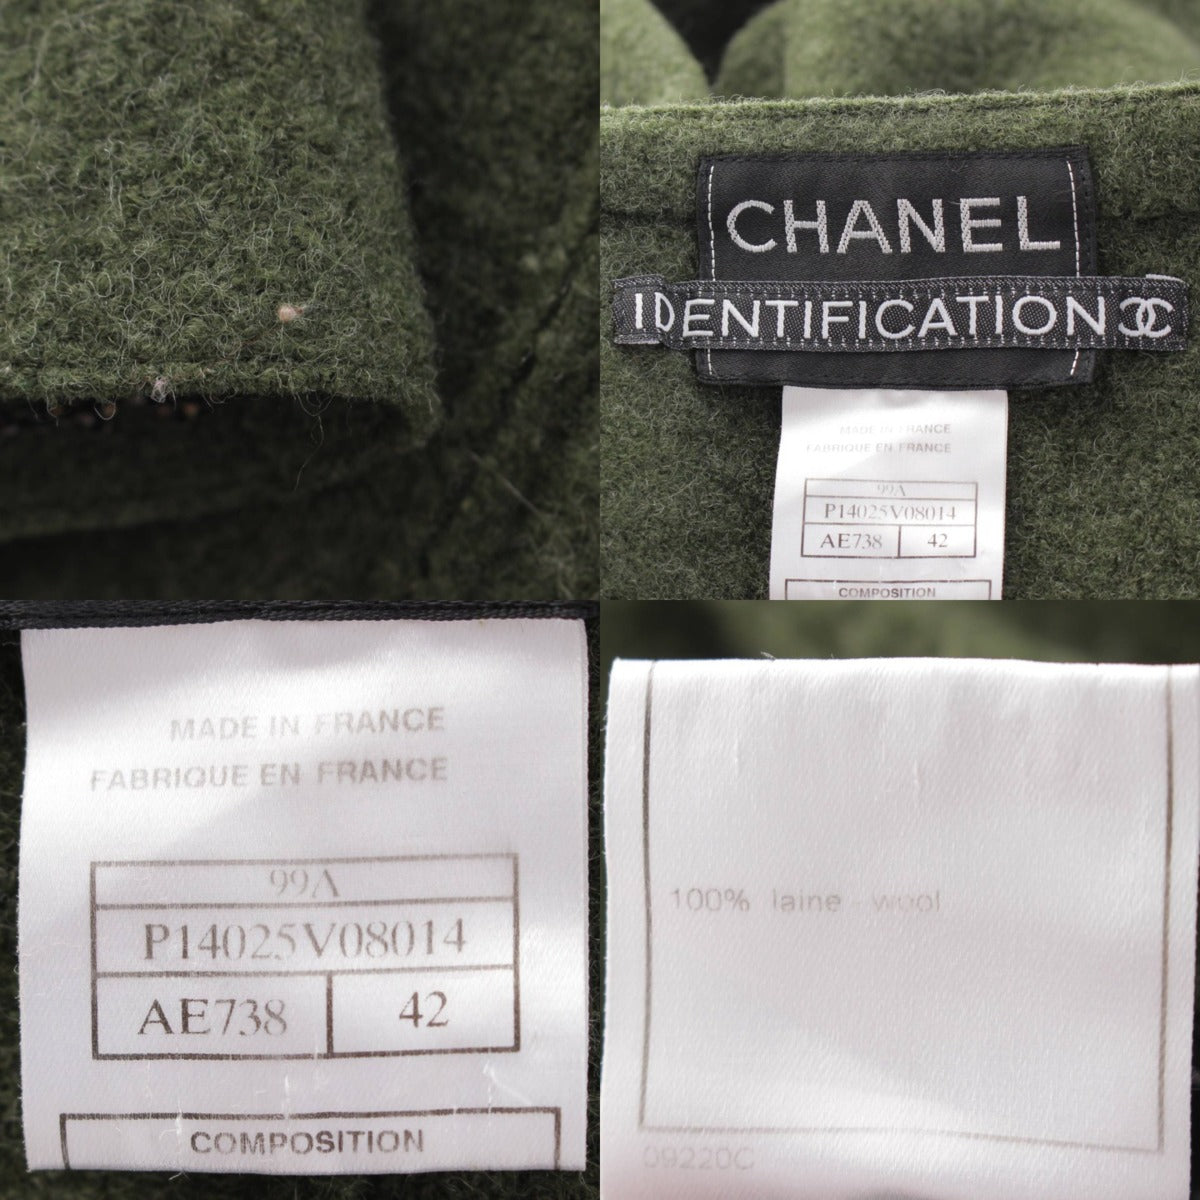 CHANEL
IDENTIFICATION
MADE IN FRANCE
FABRIQUE EN FRANCE
99A
P14025V08014
AE738 42
COMPOSITION
MADE IN FRANCE
FABRIQUE EN FRANCE
99A
P14025V08014
AE738 42
COMPOSITION
100% laine - wool
09220C